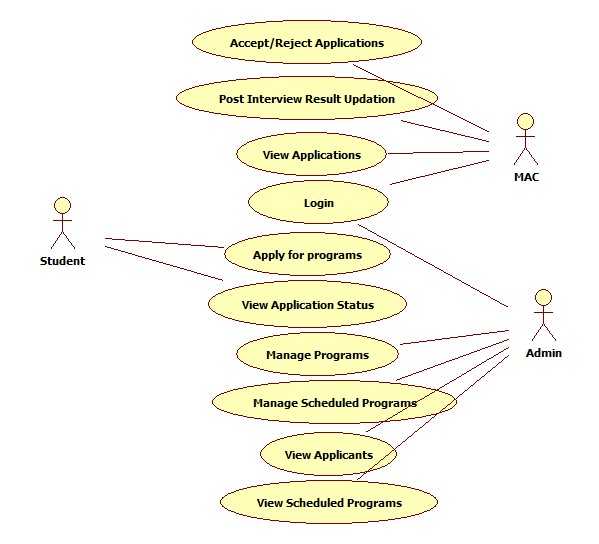 Accept/Reject Applications
Post Interview Result Updation
View Applications
MAC
Login
Student
Apply for programs
View Application Status
Manage Programs
Admin
Manage Scheduled Programs
View Applicants
View Scheduled Programs